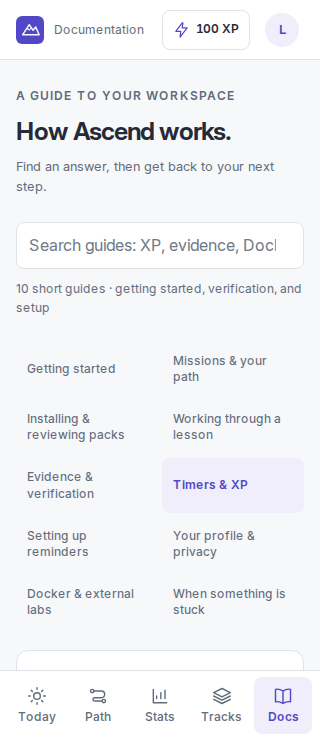 Documentation
100 XP
L
A GUIDE TO YOUR WORKSPACE
How Ascend works.
Find an answer, then get back to your next
step.
Search guides: XP, evidence, Doc
10 short guides · getting started, verification, and
setup
Getting started
Missions & your
path
Installing &
reviewing packs
Working through a
lesson
Evidence &
verification
Timers & XP
Setting up
reminders
Your profile &
privacy
Docker & external
labs
When something is
stuck
Today
Path
Stats
Tracks
Docs